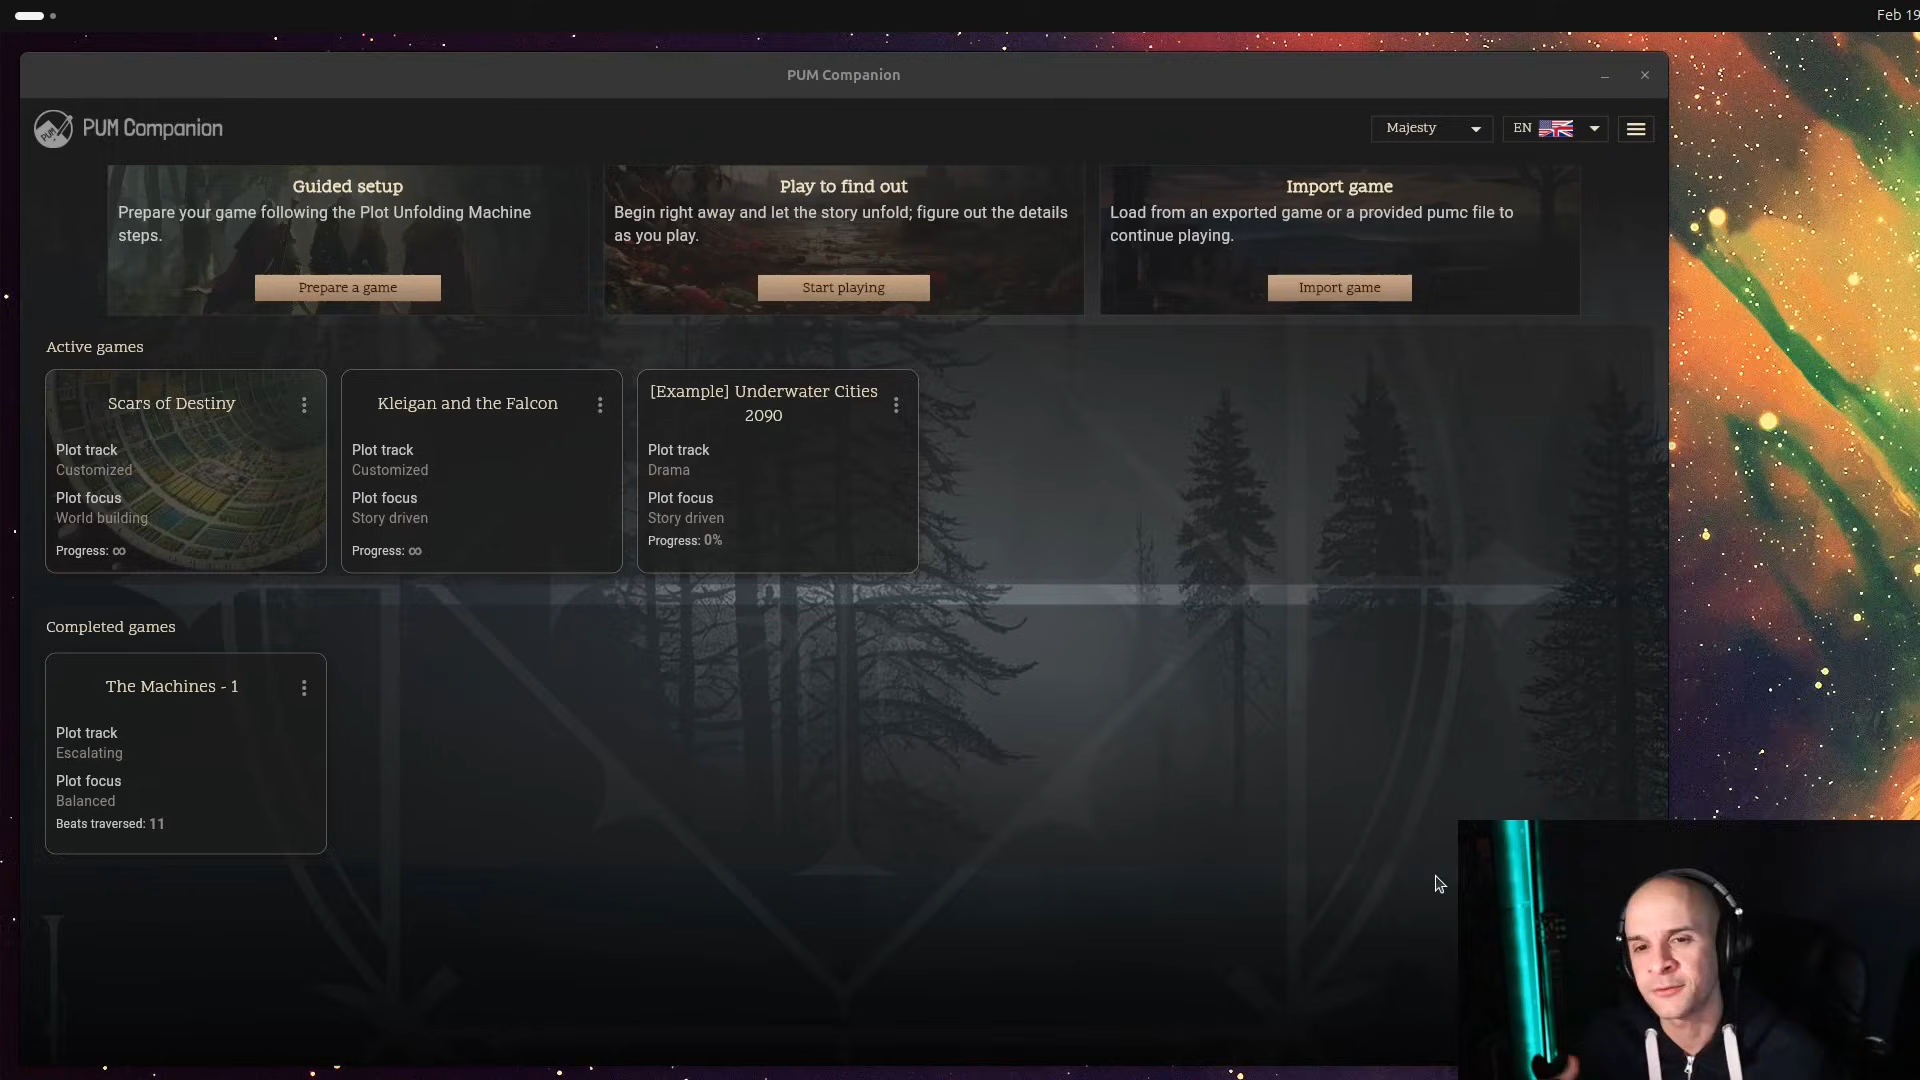 Feb 19
PUM Companion
PUM Companion
Majesty
EN
Guided setup
Prepare your game following the Plot Unfolding Machine
steps.
Prepare a game
Play to find out
Begin right away and let the story unfold; figure out the details
as you play.
Start playing
Import game
Load from an exported game or a provided pumc file to
continue playing.
Import game
Active games
Scars of Destiny
Plot track
Customized
Plot focus
World building
Progress: ∞
Kleigan and the Falcon
Plot track
Customized
Plot focus
Story driven
Progress: ∞
[Example] Underwater Cities
2090
Plot track
Drama
Plot focus
Story driven
Progress: 0%
Completed games
The Machines - 1
Plot track
Escalating
Plot focus
Balanced
Beats traversed: 11